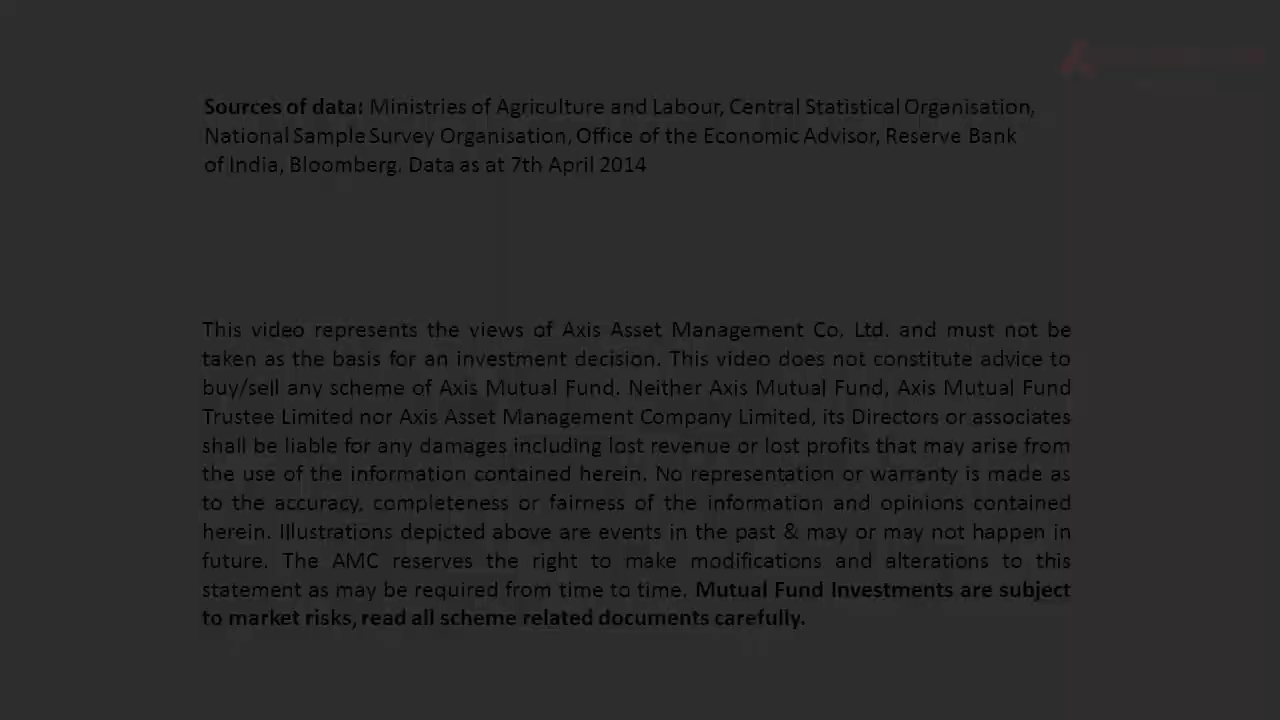 Sources of data: Ministries of Agriculture and Labour, Central Statistical Organisation,
National Sample Survey Organisation, Office of the Economic Advisor, Reserve Bank
of India, Bloomberg. Data as at 7th April 2014
This video represents the views of Axis Asset Management Co. Ltd. and must not be
taken as the basis for an investment decision. This video does not constitute advice to
buy/sell any scheme of Axis Mutual Fund. Neither Axis Mutual Fund, Axis Mutual Fund
Trustee Limited nor Axis Asset Management Company Limited, its Directors or associates
shall be liable for any damages including lost revenue or lost profits that may arise from
the use of the information contained herein. No representation or warranty is made as
to the accuracy, completeness or fairness of the information and opinions contained
herein. Illustrations depicted above are events in the past & may or may not happen in
future. The AMC reserves the right to make modifications and alterations to this
statement as may be required from time to time. Mutual Fund Investments are subject
to market risks, read all scheme related documents carefully.